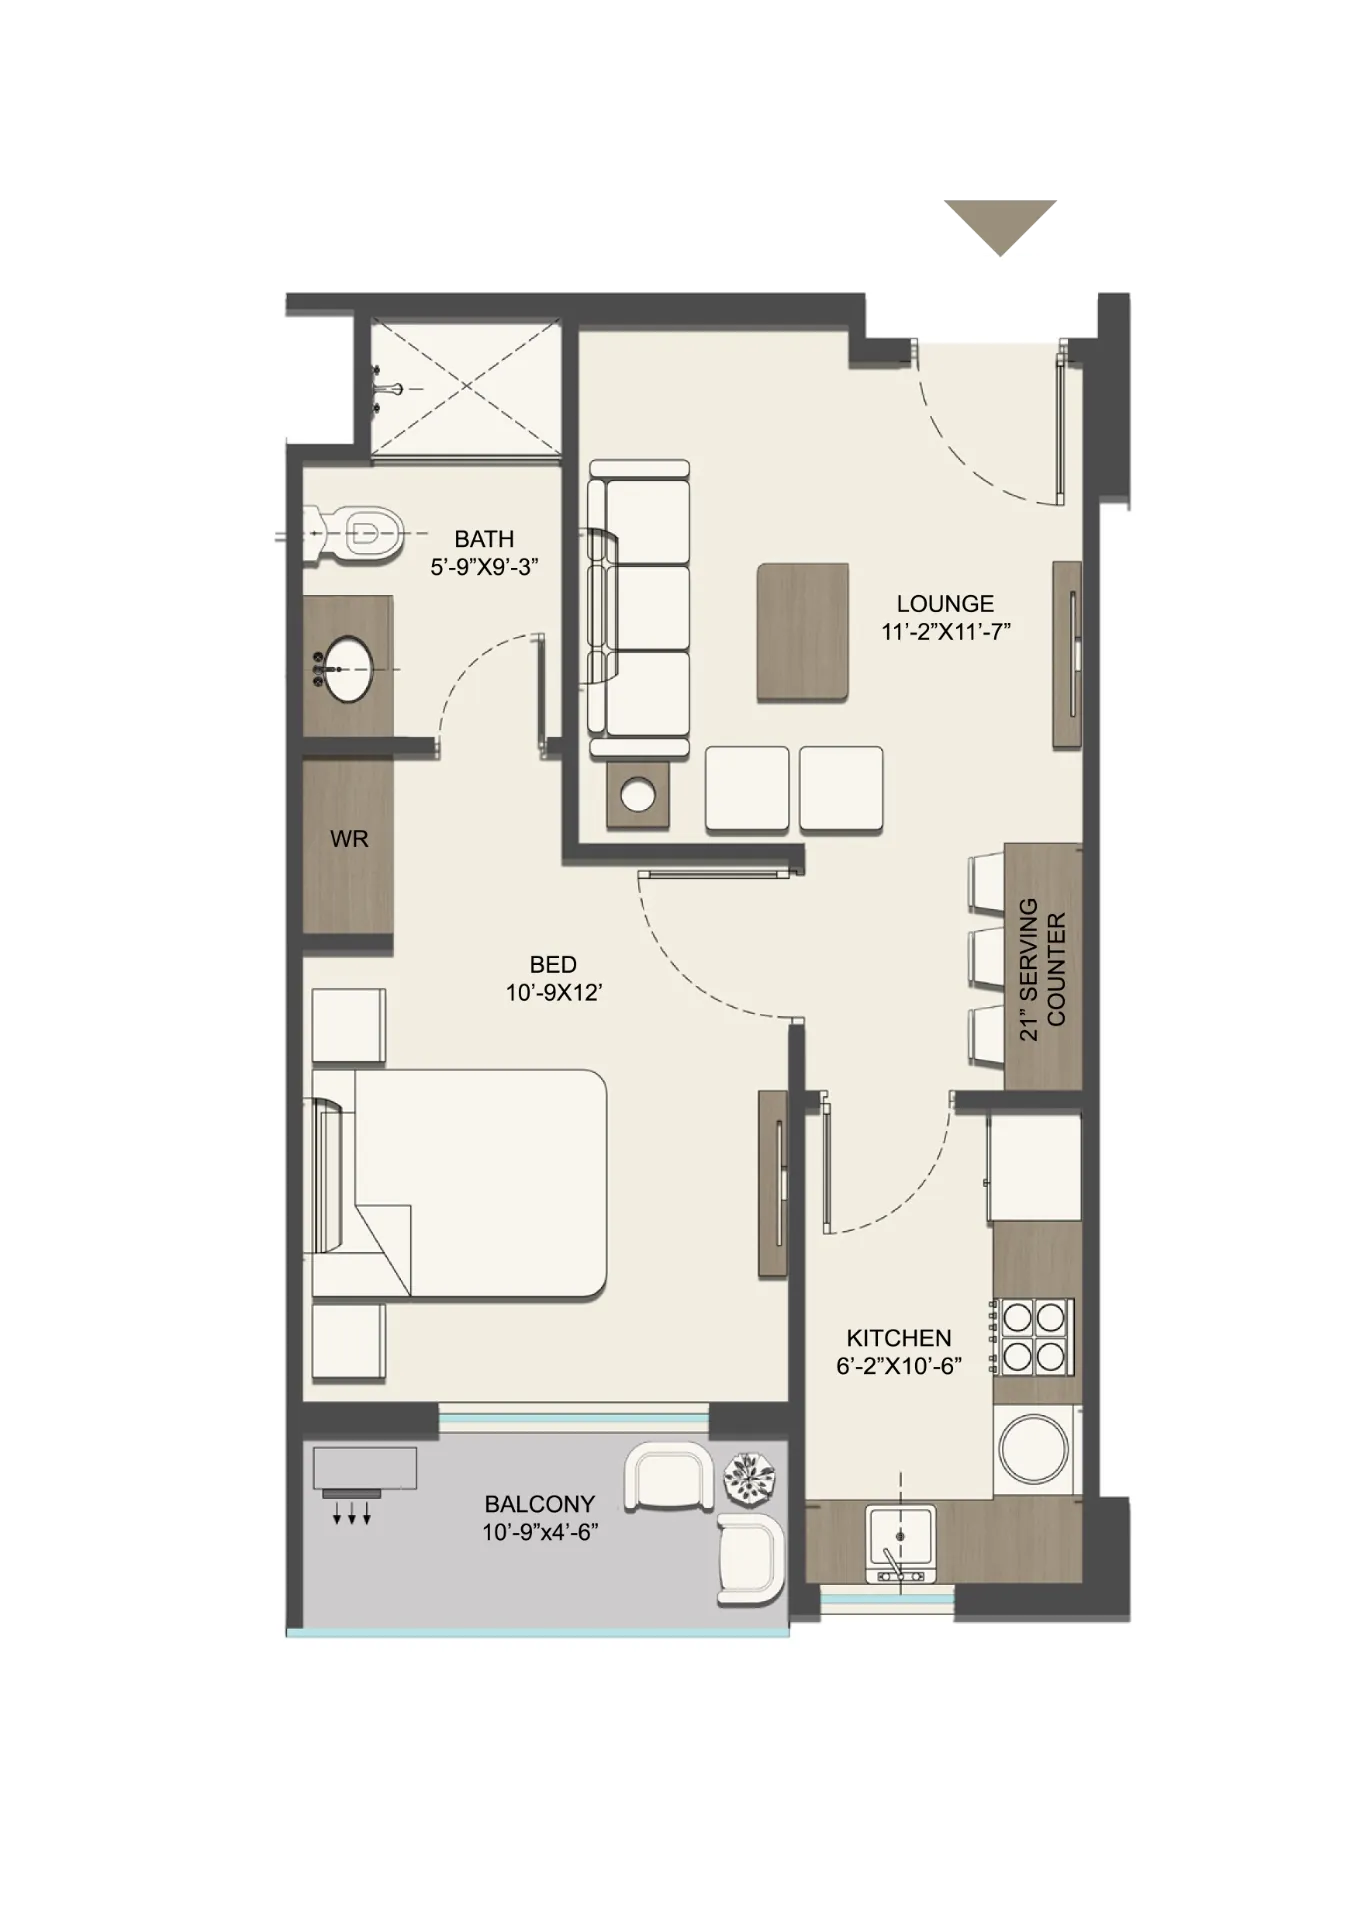 BATH
5’-9”X9’-3”
LOUNGE
11’-2”X11’-7”
WR
21” SERVING
COUNTER
BED
10’-9X12’
KITCHEN
6’-2”X10’-6”
BALCONY
10’-9”x4’-6”